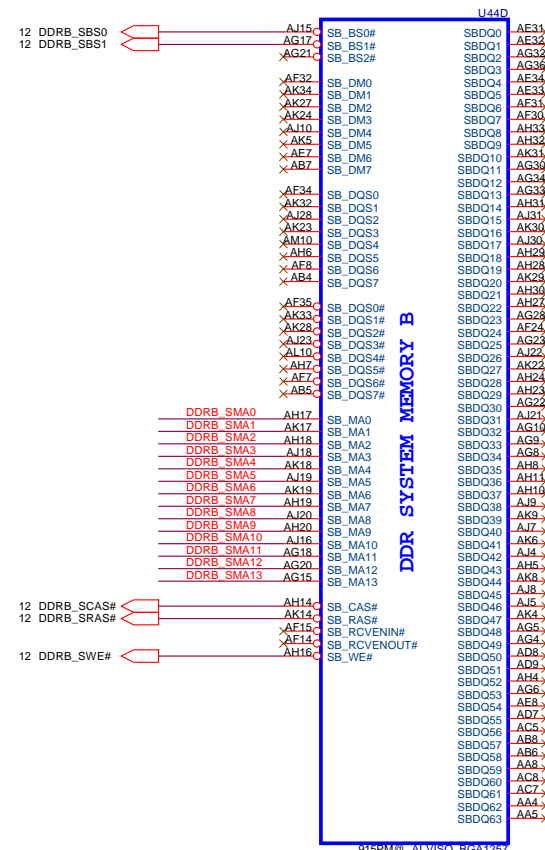 U44D
12 DDRB_SBS0 AJ15 SB_BS0#
12 DDRB_SBS1 AG17 SB_BS1#
AG21 SB_BS2#
AF32 SB_DM0
AK34 SB_DM1
AK27 SB_DM2
AK24 SB_DM3
AJ10 SB_DM4
AK5 SB_DM5
AE7 SB_DM6
AB7 SB_DM7
AF34 SB_DQS0
AK32 SB_DQS1
AJ28 SB_DQS2
AK23 SB_DQS3
AM10 SB_DQS4
AH6 SB_DQS5
AF8 SB_DQS6
AB4 SB_DQS7
AF35 SB_DQS0#
AK33 SB_DQS1#
AK28 SB_DQS2#
AJ23 SB_DQS3#
AL10 SB_DQS4#
AH7 SB_DQS5#
AF7 SB_DQS6#
AB5 SB_DQS7#
DDRB_SMA0 AH17 SB_MA0
DDRB_SMA1 AK17 SB_MA1
DDRB_SMA2 AH18 SB_MA2
DDRB_SMA3 AJ18 SB_MA3
DDRB_SMA4 AK18 SB_MA4
DDRB_SMA5 AJ19 SB_MA5
DDRB_SMA6 AK19 SB_MA6
DDRB_SMA7 AH19 SB_MA7
DDRB_SMA8 AJ20 SB_MA8
DDRB_SMA9 AH20 SB_MA9
DDRB_SMA10 AJ16 SB_MA10
DDRB_SMA11 AG18 SB_MA11
DDRB_SMA12 AG20 SB_MA12
DDRB_SMA13 AG15 SB_MA13
12 DDRB_SCAS# AH14 SB_CAS#
12 DDRB_SRAS# AK14 SB_RAS#
AF15 SB_RCVENIN#
AF14 SB_RCVENOUT#
12 DDRB_SWE# AH16 SB_WE#
DDR SYSTEM MEMORY B
SBDQ0 AE31
SBDQ1 AE32
SBDQ2 AG32
SBDQ3 AG36
SBDQ4 AE34
SBDQ5 AE33
SBDQ6 AF31
SBDQ7 AF30
SBDQ8 AH33
SBDQ9 AH32
SBDQ10 AK31
SBDQ11 AG30
SBDQ12 AG34
SBDQ13 AG33
SBDQ14 AH31
SBDQ15 AJ31
SBDQ16 AK30
SBDQ17 AJ30
SBDQ18 AH29
SBDQ19 AH28
SBDQ20 AK29
SBDQ21 AH30
SBDQ22 AH27
SBDQ23 AG28
SBDQ24 AF24
SBDQ25 AG23
SBDQ26 AJ22
SBDQ27 AK22
SBDQ28 AH24
SBDQ29 AH23
SBDQ30 AG22
SBDQ31 AJ21
SBDQ32 AG10
SBDQ33 AG9
SBDQ34 AG8
SBDQ35 AH8
SBDQ36 AH11
SBDQ37 AH10
SBDQ38 AJ9
SBDQ39 AK9
SBDQ40 AJ7
SBDQ41 AK6
SBDQ42 AJ4
SBDQ43 AH5
SBDQ44 AK8
SBDQ45 AJ8
SBDQ46 AJ5
SBDQ47 AK4
SBDQ48 AG5
SBDQ49 AG4
SBDQ50 AD8
SBDQ51 AD9
SBDQ52 AH4
SBDQ53 AG6
SBDQ54 AE8
SBDQ55 AD7
SBDQ56 AC5
SBDQ57 AB8
SBDQ58 AB6
SBDQ59 AA8
SBDQ60 AC8
SBDQ61 AC7
SBDQ62 AA4
SBDQ63 AA5
915PM@ ALVISO_BGA1257